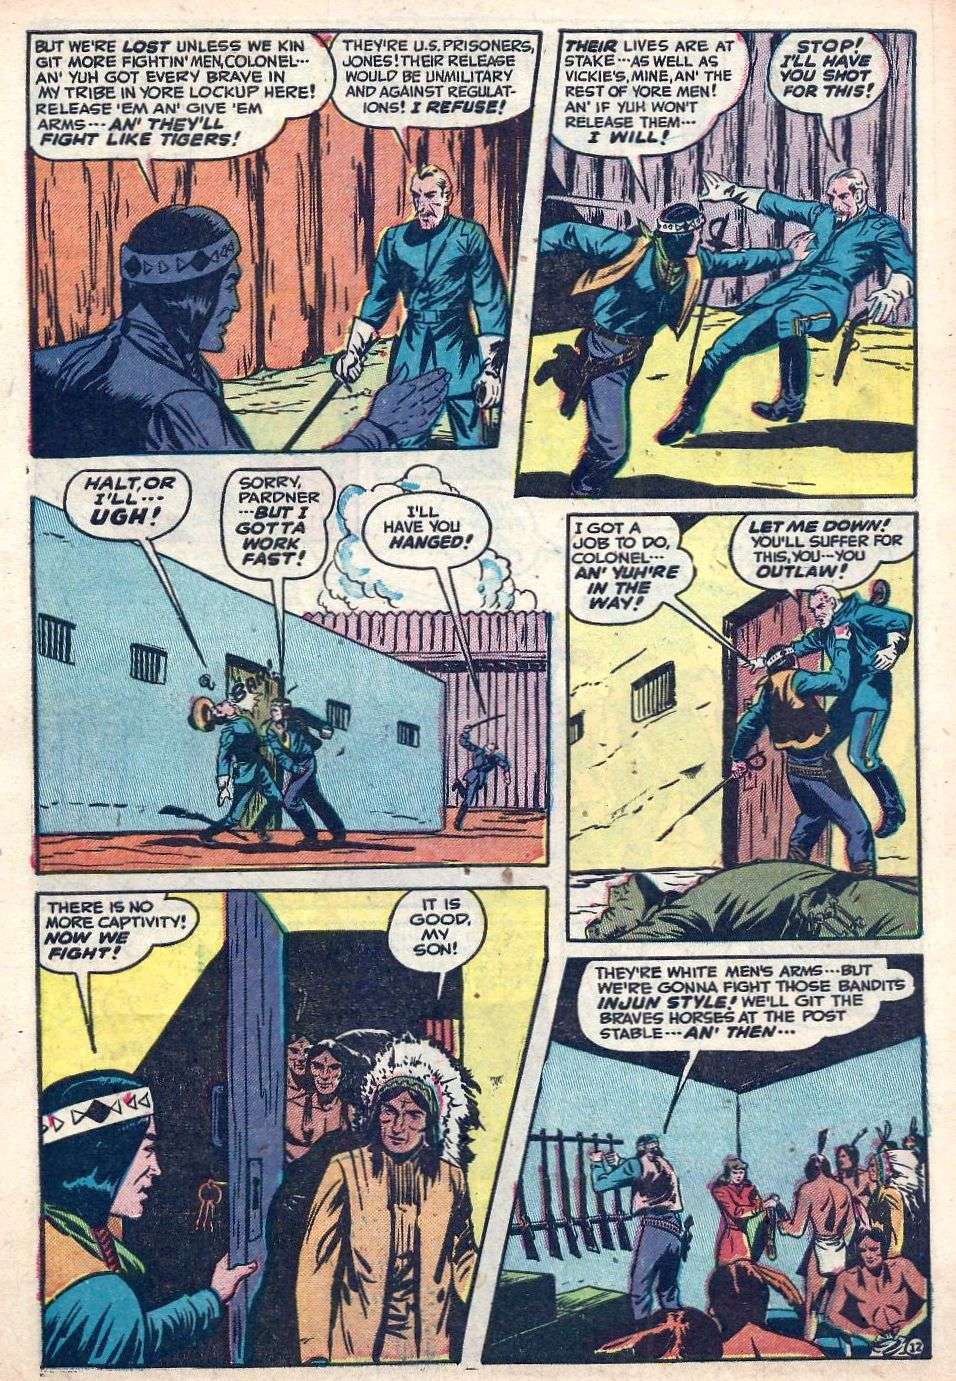 BUT WE'RE LOST UNLESS WE KIN
GIT MORE FIGHTIN' MEN, COLONEL---
AN' YUH GOT EVERY BRAVE IN
MY TRIBE IN YORE LOCKUP HERE!
RELEASE 'EM AN' GIVE 'EM
ARMS--- AN' THEY'LL
FIGHT LIKE TIGERS!
THEY'RE U.S. PRISONERS,
JONES! THEIR RELEASE
WOULD BE UNMILITARY
AND AGAINST REGULAT-
IONS! I REFUSE!
THEIR LIVES ARE AT
STAKE---AS WELL AS
VICKIE'S, MINE, AN' THE
REST OF YORE MEN!
AN' IF YUH WON'T
RELEASE THEM---
I WILL!
STOP!
I'LL HAVE
YOU SHOT
FOR THIS!
HALT, OR
I'LL---
UGH!
SORRY,
PARDNER
---BUT I
GOTTA
WORK
FAST!
I'LL
HAVE YOU
HANGED!
I GOT A
JOB TO DO,
COLONEL---
AN' YUH'RE
IN THE
WAY!
LET ME DOWN!
YOU'LL SUFFER FOR
THIS, YOU---YOU
OUTLAW!
THERE IS NO
MORE CAPTIVITY!
NOW WE
FIGHT!
IT IS
GOOD,
MY
SON!
THEY'RE WHITE MEN'S ARMS---BUT
WE'RE GONNA FIGHT THOSE BANDITS
INJUN STYLE! WE'LL GIT THE
BRAVES HORSES AT THE POST
STABLE--- AN' THEN---
12